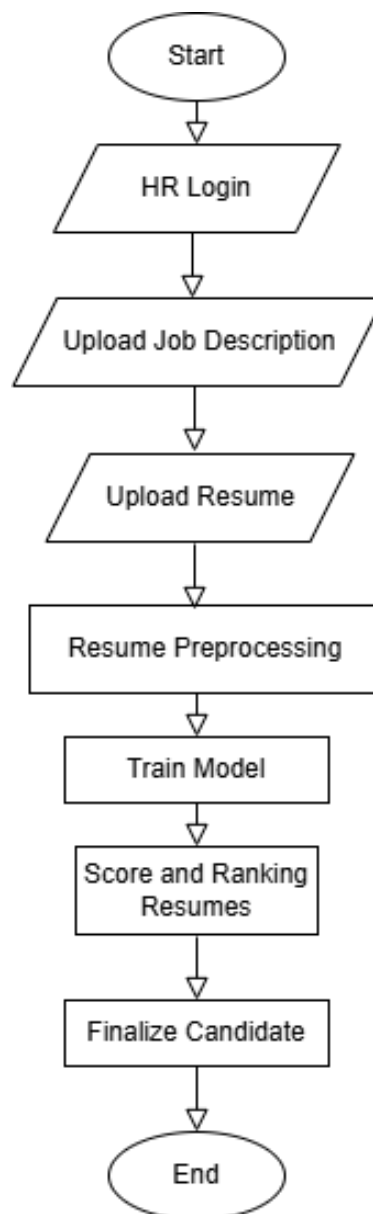 Start
HR Login
Upload Job Description
Upload Resume
Resume Preprocessing
Train Model
Score and Ranking
Resumes
Finalize Candidate
End